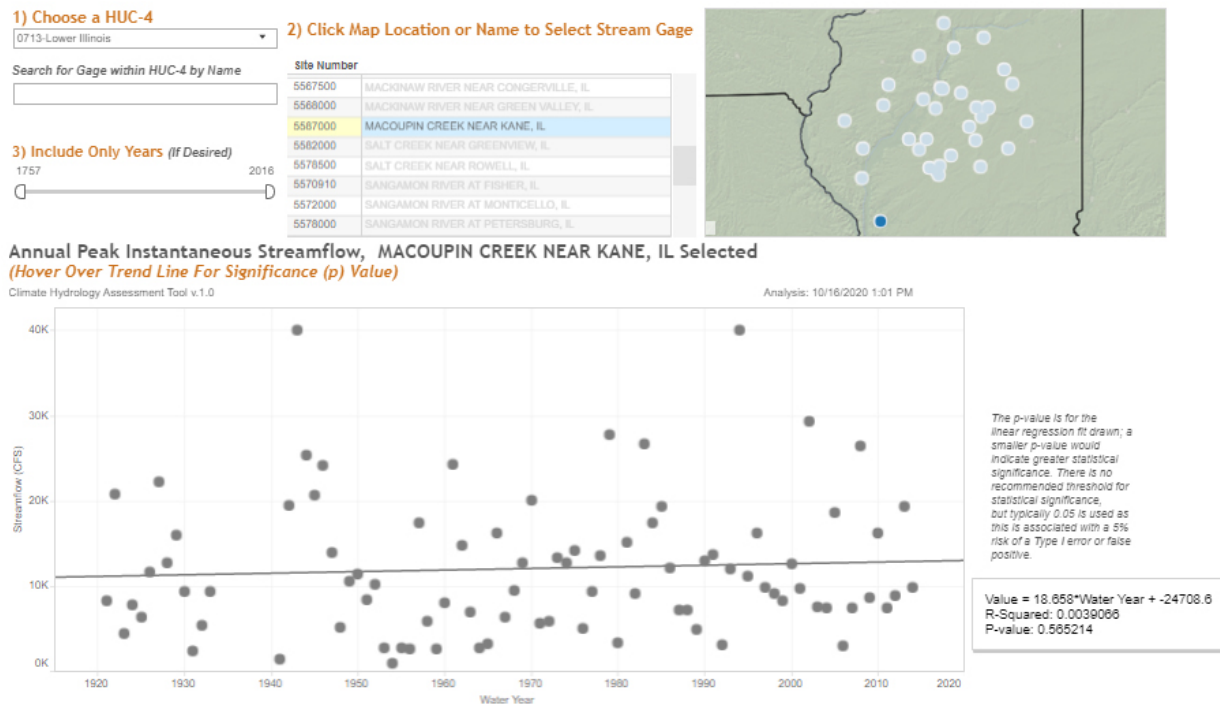 1) Choose a HUC-4
0713-Lower Illinois
Search for Gage within HUC-4 by Name
3) Include Only Years (If Desired)
1757 2016
2) Click Map Location or Name to Select Stream Gage
Site Number
5567500 MACKINAW RIVER NEAR CONGERVILLE, IL
5568000 MACKINAW RIVER NEAR GREEN VALLEY, IL
5587000 MACOUPIN CREEK NEAR KANE, IL
5582000 SALT CREEK NEAR GREENVIEW, IL
5578500 SALT CREEK NEAR ROWELL, IL
5570910 SANGAMON RIVER AT FISHER, IL
5572000 SANGAMON RIVER AT MONTICELLO, IL
5578000 SANGAMON RIVER AT PETERSBURG, IL
Annual Peak Instantaneous Streamflow, MACOUPIN CREEK NEAR KANE, IL Selected
(Hover Over Trend Line For Significance (p) Value)
Climate Hydrology Assessment Tool v.1.0
Analysis: 10/16/2020 1:01 PM
40K
30K
20K
10K
0K
Streamflow (CFS)
1920 1930 1940 1950 1960 1970 1980 1990 2000 2010 2020
Water Year
The p-value is for the
linear regression fit drawn; a
smaller p-value would
indicate greater statistical
significance. There is no
recommended threshold for
statistical significance,
but typically 0.05 is used as
this is associated with a 5%
risk of a Type I error or false
positive.
Value = 18.658*Water Year + -24708.6
R-Squared: 0.0039066
P-value: 0.565214